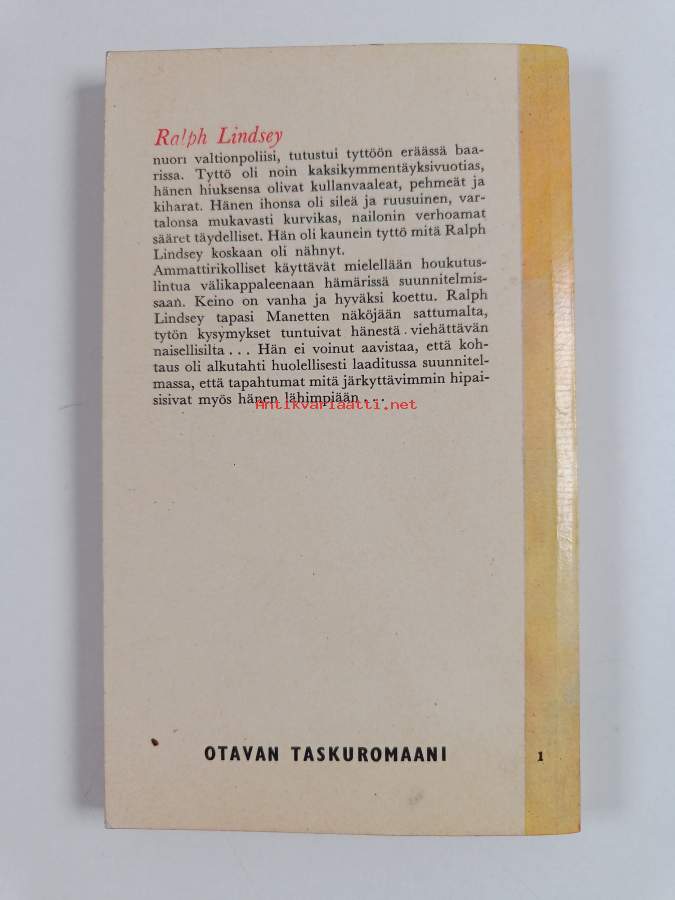 Ralph Lindsey
nuori valtionpoliisi, tutustui tyttöön eräässä baa-
rissa. Tyttö oli noin kaksikymmentäyksivuotias,
hänen hiuksensa olivat kullanvaaleat, pehmeät ja
kiharat. Hänen ihonsa oli sileä ja ruusuinen, var-
talonsa mukavasti kurvikas, nailonin verhoamat
sääret täydelliset. Hän oli kaunein tyttö mitä Ralph
Lindsey koskaan oli nähnyt.
Ammattirikolliset käyttävät mielellään houkutus-
lintua välikappaleenaan hämärissä suunnitelmis-
saan. Keino on vanha ja hyväksi koettu. Ralph
Lindsey tapasi Manetten näköjään sattumalta,
tytön kysymykset tuntuivat hänestä viehättävän
naisellisilta . . . Hän ei voinut aavistaa, että koh-
taus oli alkutahti huolellisesti laaditussa suunnitel-
massa, että tapahtumat mitä järkyttävimmin hipai-
sisivat myös hänen lähimpiään . . .
Antikvariaatti.net
OTAVAN TASKUROMAANI
1